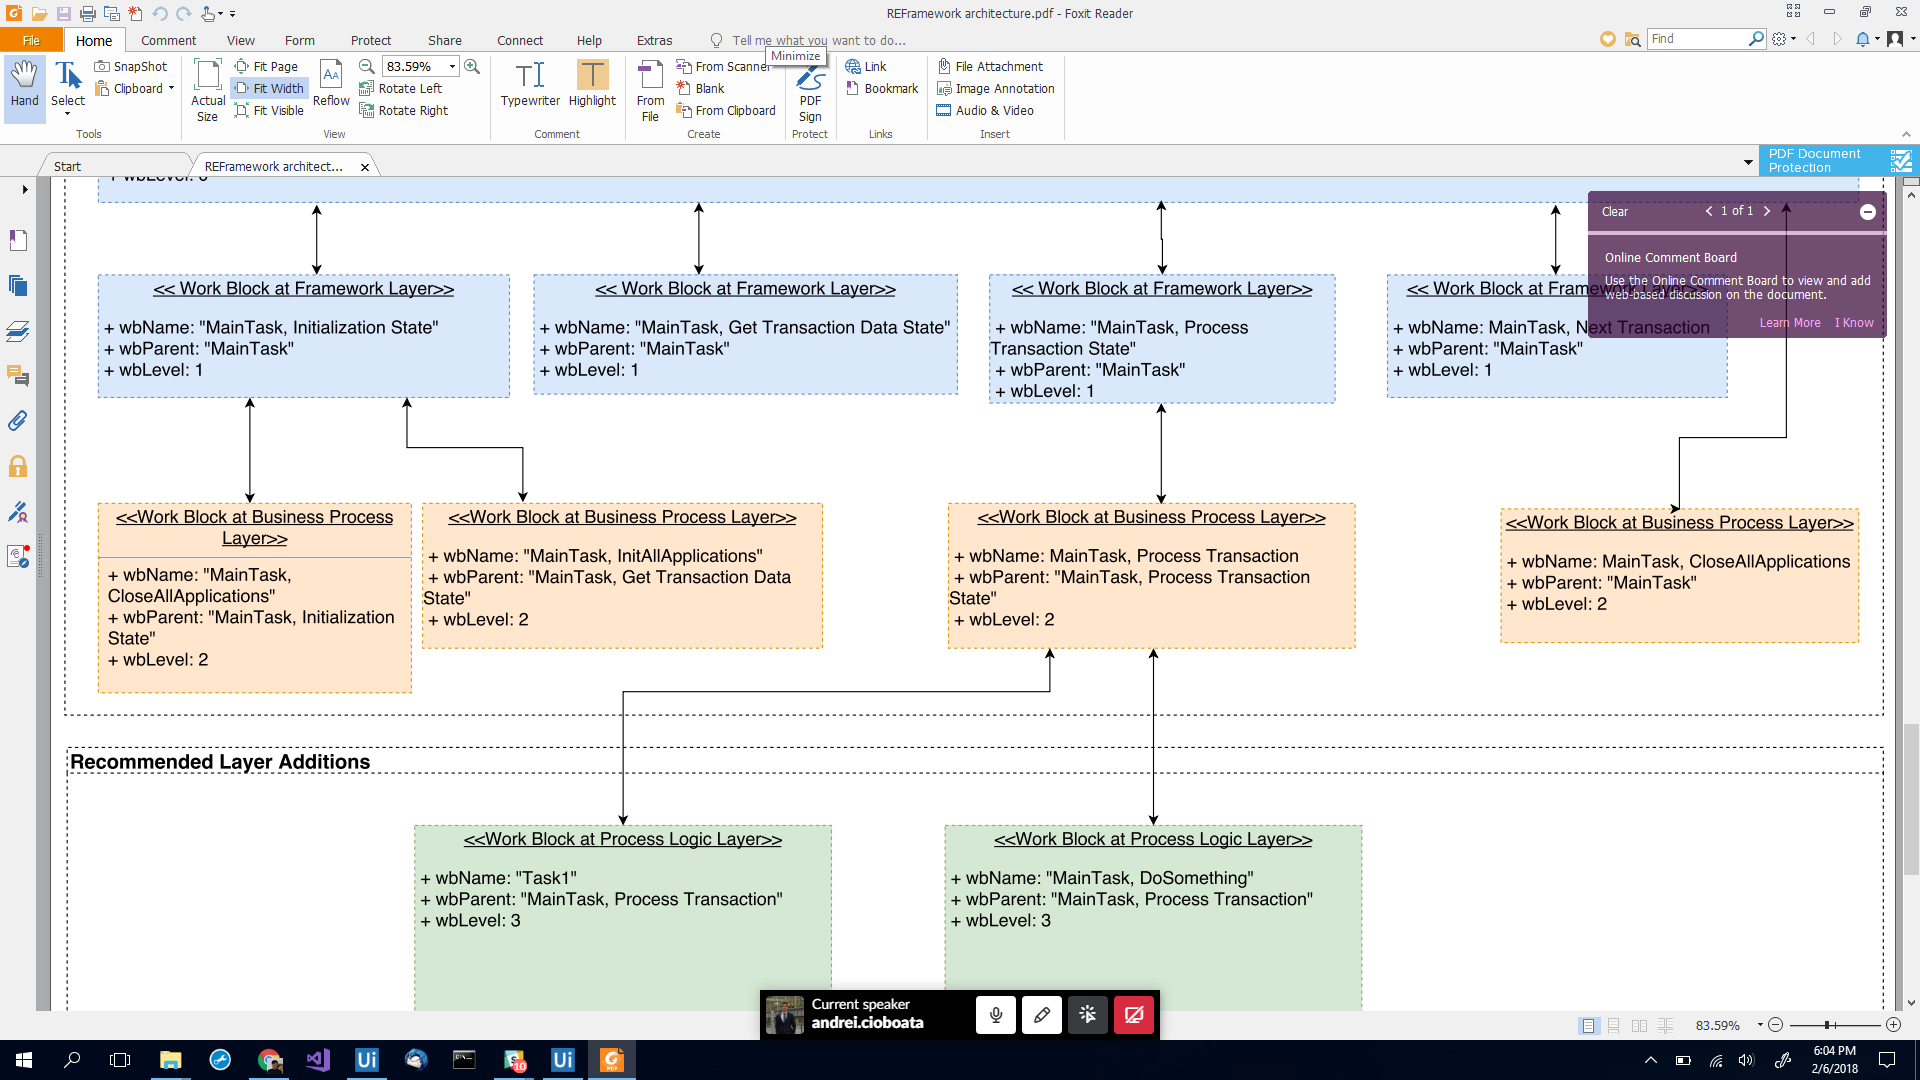 REFramework architecture.pdf - Foxit Reader
File
Home
Comment
View
Form
Protect
Share
Connect
Help
Extras
Tell me what you want to do...
Find
Minimize
Hand
Select
SnapShot
Clipboard
Tools
Actual
Size
Fit Page
Fit Width
Fit Visible
Reflow
83.59%
Rotate Left
Rotate Right
View
Typewriter
Highlight
Comment
From
File
From Scanner
Blank
From Clipboard
Create
PDF
Sign
Protect
Link
Bookmark
Links
File Attachment
Image Annotation
Audio & Video
Insert
Start
REFramework architect...
PDF Document
Protection
Clear
1 of 1
Online Comment Board
Use the Online Comment Board to view and add
web-based discussion on the document.
Learn More I Know
<< Work Block at Framework Layer>>
+ wbName: "MainTask, Initialization State"
+ wbParent: "MainTask"
+ wbLevel: 1
<< Work Block at Framework Layer>>
+ wbName: "MainTask, Get Transaction Data State"
+ wbParent: "MainTask"
+ wbLevel: 1
<< Work Block at Framework Layer>>
+ wbName: "MainTask, Process
Transaction State"
+ wbParent: "MainTask"
+ wbLevel: 1
<< Work Block at Framework Layer>>
+ wbName: MainTask, Next Transaction
+ wbParent: "MainTask"
+ wbLevel: 1
<<Work Block at Business Process
Layer>>
+ wbName: "MainTask,
CloseAllApplications"
+ wbParent: "MainTask, Initialization
State"
+ wbLevel: 2
<<Work Block at Business Process Layer>>
+ wbName: "MainTask, InitAllApplications"
+ wbParent: "MainTask, Get Transaction Data
State"
+ wbLevel: 2
<<Work Block at Business Process Layer>>
+ wbName: MainTask, Process Transaction
+ wbParent: "MainTask, Process Transaction
State"
+ wbLevel: 2
<<Work Block at Business Process Layer>>
+ wbName: MainTask, CloseAllApplications
+ wbParent: "MainTask"
+ wbLevel: 2
Recommended Layer Additions
<<Work Block at Process Logic Layer>>
+ wbName: "Task1"
+ wbParent: "MainTask, Process Transaction"
+ wbLevel: 3
<<Work Block at Process Logic Layer>>
+ wbName: "MainTask, DoSomething"
+ wbParent: "MainTask, Process Transaction"
+ wbLevel: 3
Current speaker
andrei.cioboata
83.59%
Ui
10
Ui
6:04 PM
2/6/2018